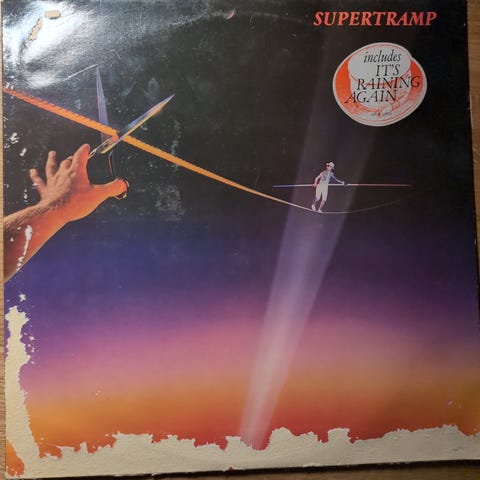 SUPERTRAMP
includes
IT'S
RAINING
AGAIN